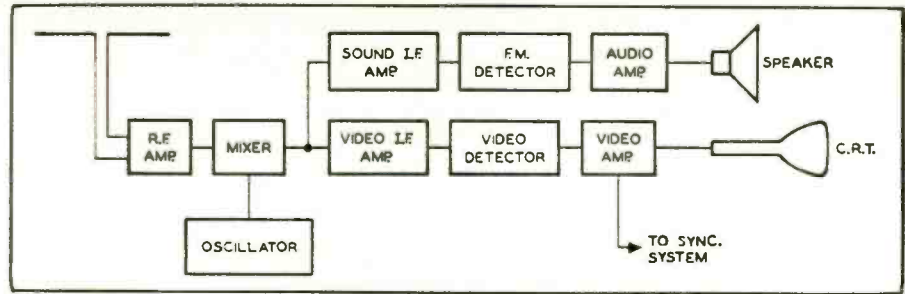 SOUND I.F.
AMP.
F.M.
DETECTOR
AUDIO
AMP.
SPEAKER
R.F.
AMP.
MIXER
VIDEO I.F.
AMP.
VIDEO
DETECTOR
VIDEO
AMP.
C.R.T.
OSCILLATOR
TO SYNC.
SYSTEM